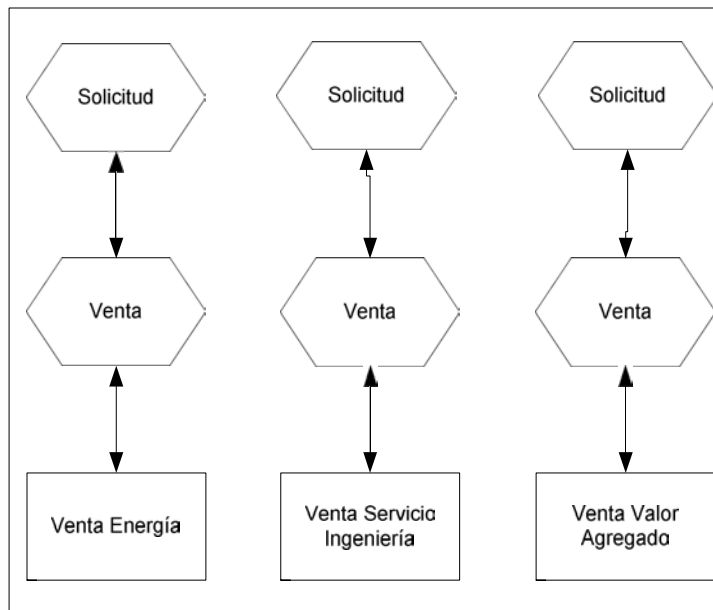 Solicitud
Solicitud
Solicitud
Venta
Venta
Venta
Venta Energía
Venta Servicio
Ingeniería
Venta Valor
Agregado